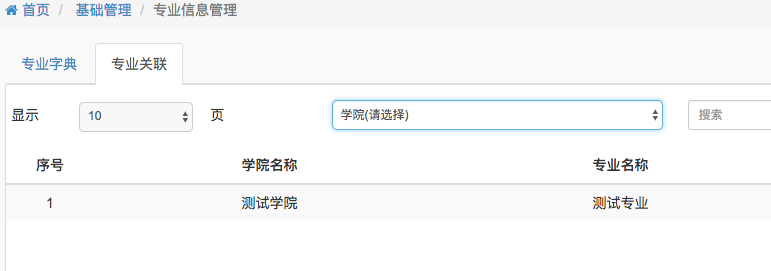 首页 / 基础管理 / 专业信息管理
专业字典 专业关联
显示 10 页 学院(请选择) 搜索
序号 学院名称 专业名称
1 测试学院 测试专业